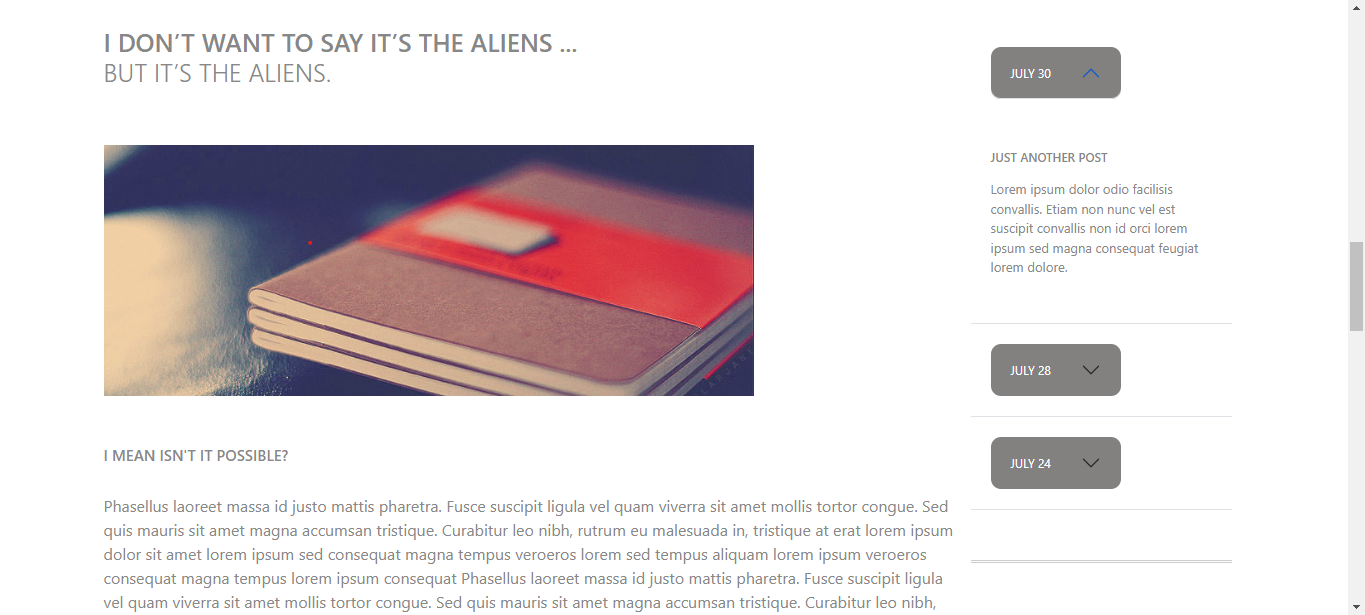 I DON’T WANT TO SAY IT’S THE ALIENS ...
BUT IT’S THE ALIENS.
I MEAN ISN'T IT POSSIBLE?
Phasellus laoreet massa id justo mattis pharetra. Fusce suscipit ligula vel quam viverra sit amet mollis tortor congue. Sed
quis mauris sit amet magna accumsan tristique. Curabitur leo nibh, rutrum eu malesuada in, tristique at erat lorem ipsum
dolor sit amet lorem ipsum sed consequat magna tempus veroeros lorem sed tempus aliquam lorem ipsum veroeros
consequat magna tempus lorem ipsum consequat Phasellus laoreet massa id justo mattis pharetra. Fusce suscipit ligula
vel quam viverra sit amet mollis tortor congue. Sed quis mauris sit amet magna accumsan tristique. Curabitur leo nibh,
JULY 30
JUST ANOTHER POST
Lorem ipsum dolor odio facilisis
convallis. Etiam non nunc vel est
suscipit convallis non id orci lorem
ipsum sed magna consequat feugiat
lorem dolore.
JULY 28
JULY 24